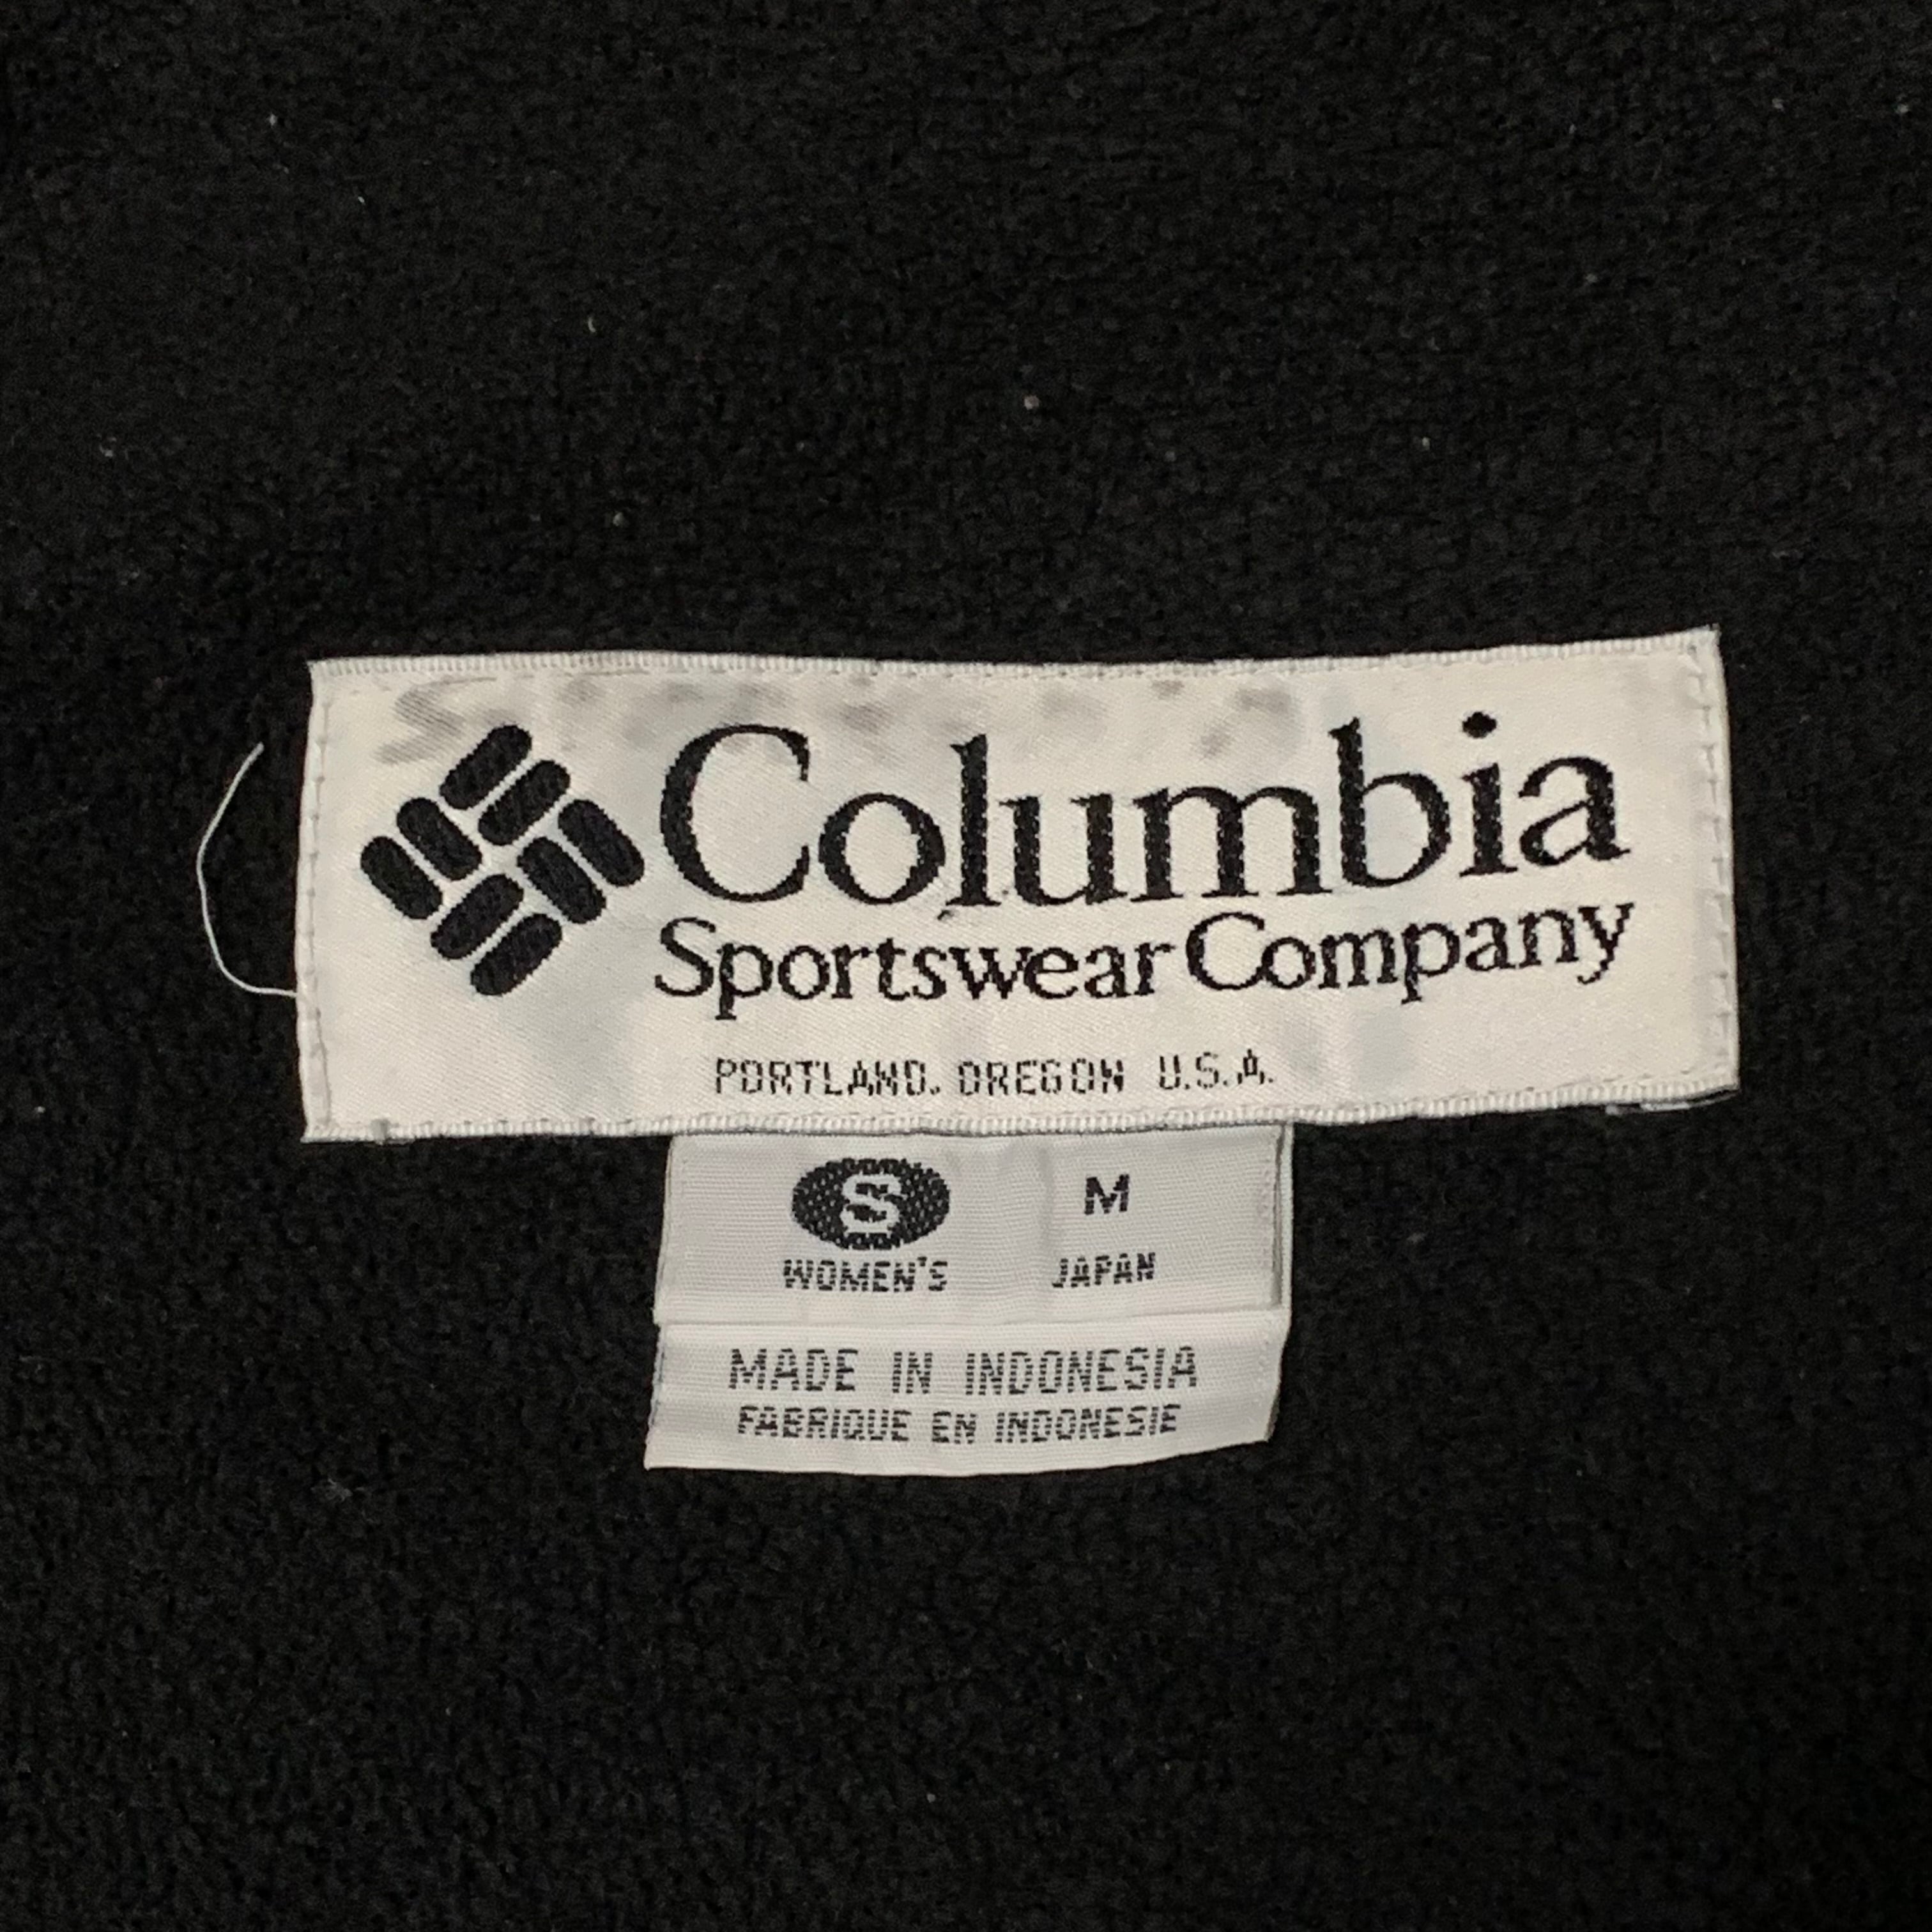 Columbia
Sportswear Company
PORTLAND. OREGON U.S.A.
S M
WOMEN'S JAPAN
MADE IN INDONESIA
FABRIQUE EN INDONESIE